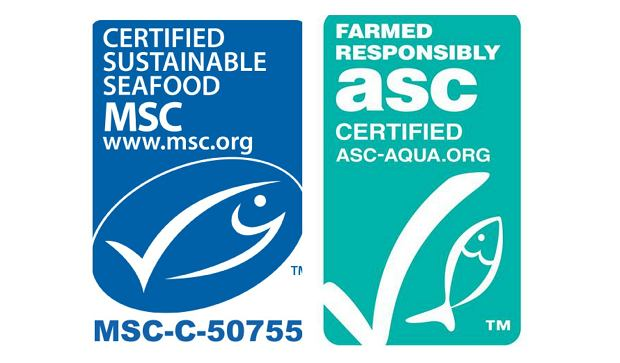 CERTIFIED
SUSTAINABLE
SEAFOOD
MSC
www.msc.org
TM
MSC-C-50755
FARMED
RESPONSIBLY
asc
CERTIFIED
ASC-AQUA.ORG
TM